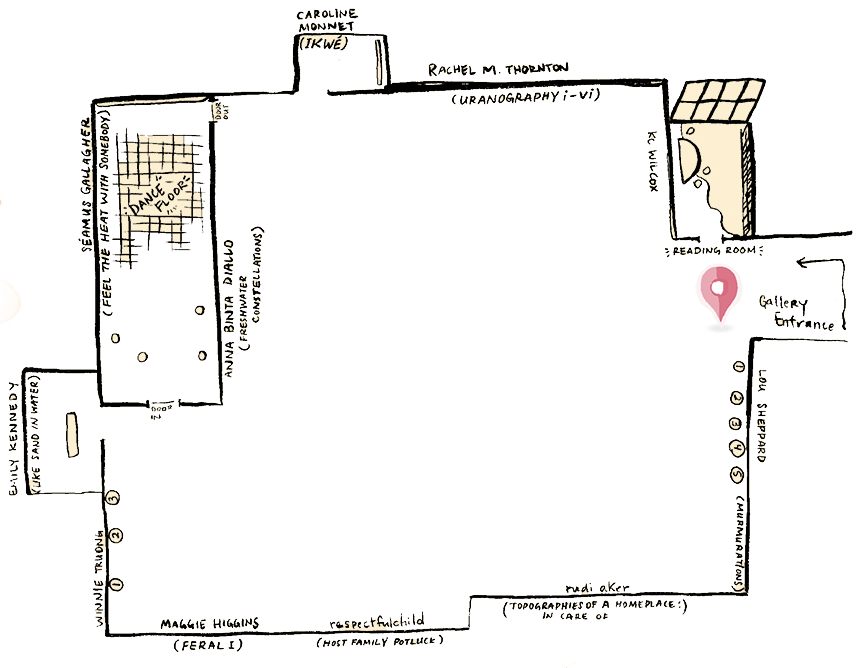 CAROLINE
MONNET
(IKWÉ)
RACHEL M. THORNTON
(URANOGRAPHY i-vi)
DOOR
OUT
SÉAMUS GALLAGHER
(FEEL THE HEAT WITH SOMEBODY)
DANCE
FLOOR
KC WILCOX
READING ROOM
Gallery
Entrance
ANNA BINTA DIALLO
(FRESHWATER
CONSTELLATIONS)
DOOR
IN
EMILY KENNEDY
(LIKE SAND IN WATER)
3
2
1
WINNIE TRUONG
1
2
3
4
5
LOU SHEPPARD
(MURMURATIONS)
MAGGIE HIGGINS
(FERAL I)
respectfulchild
(HOST FAMILY POTLUCK)
rudi aker
(TOPOGRAPHIES OF A HOMEPLACE:)
IN CARE OF